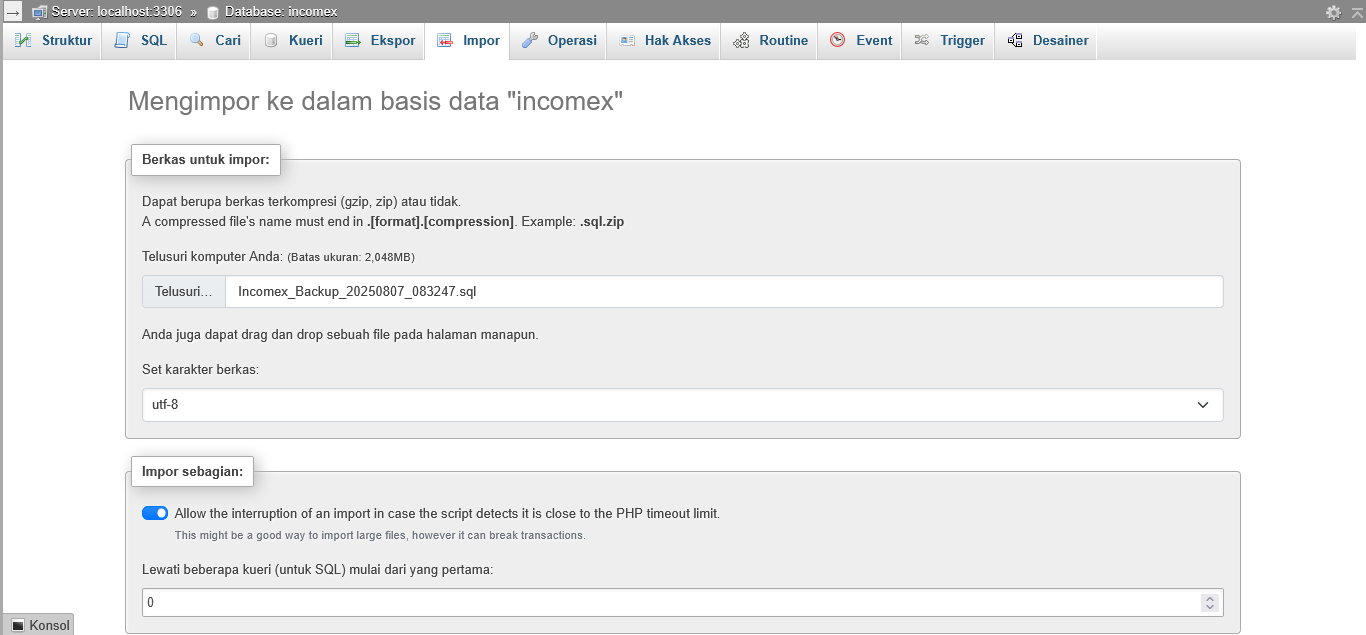 Server: localhost:3306 » Database: incomex
Struktur SQL Cari Kueri Ekspor Impor Operasi Hak Akses Routine Event Trigger Desainer
Mengimpor ke dalam basis data "incomex"
Berkas untuk impor:
Dapat berupa berkas terkompresi (gzip, zip) atau tidak.
A compressed file's name must end in .[format].[compression]. Example: .sql.zip
Telusuri komputer Anda: (Batas ukuran: 2,048MB)
Telusuri... Incomex_Backup_20250807_083247.sql
Anda juga dapat drag dan drop sebuah file pada halaman manapun.
Set karakter berkas:
utf-8
Impor sebagian:
Allow the interruption of an import in case the script detects it is close to the PHP timeout limit.
This might be a good way to import large files, however it can break transactions.
Lewati beberapa kueri (untuk SQL) mulai dari yang pertama:
0
Konsol